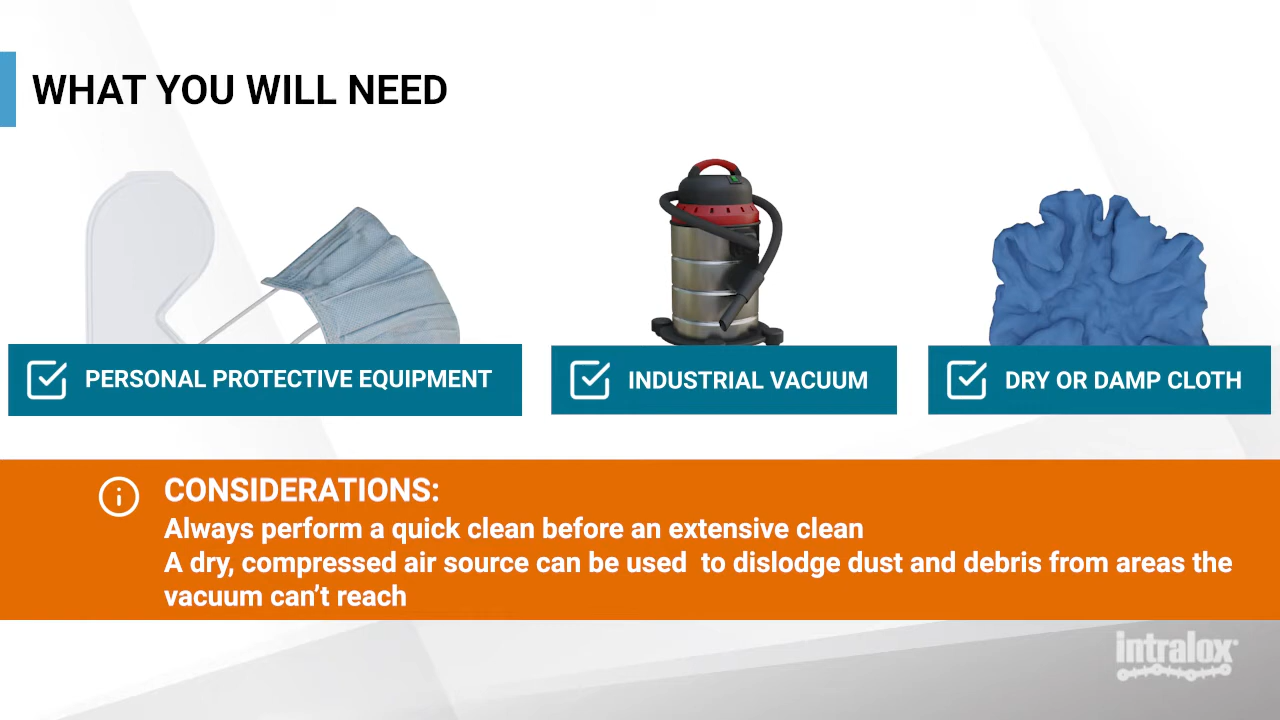 WHAT YOU WILL NEED
PERSONAL PROTECTIVE EQUIPMENT
INDUSTRIAL VACUUM
DRY OR DAMP CLOTH
CONSIDERATIONS:
Always perform a quick clean before an extensive clean
A dry, compressed air source can be used  to dislodge dust and debris from areas the
vacuum can’t reach
intralox